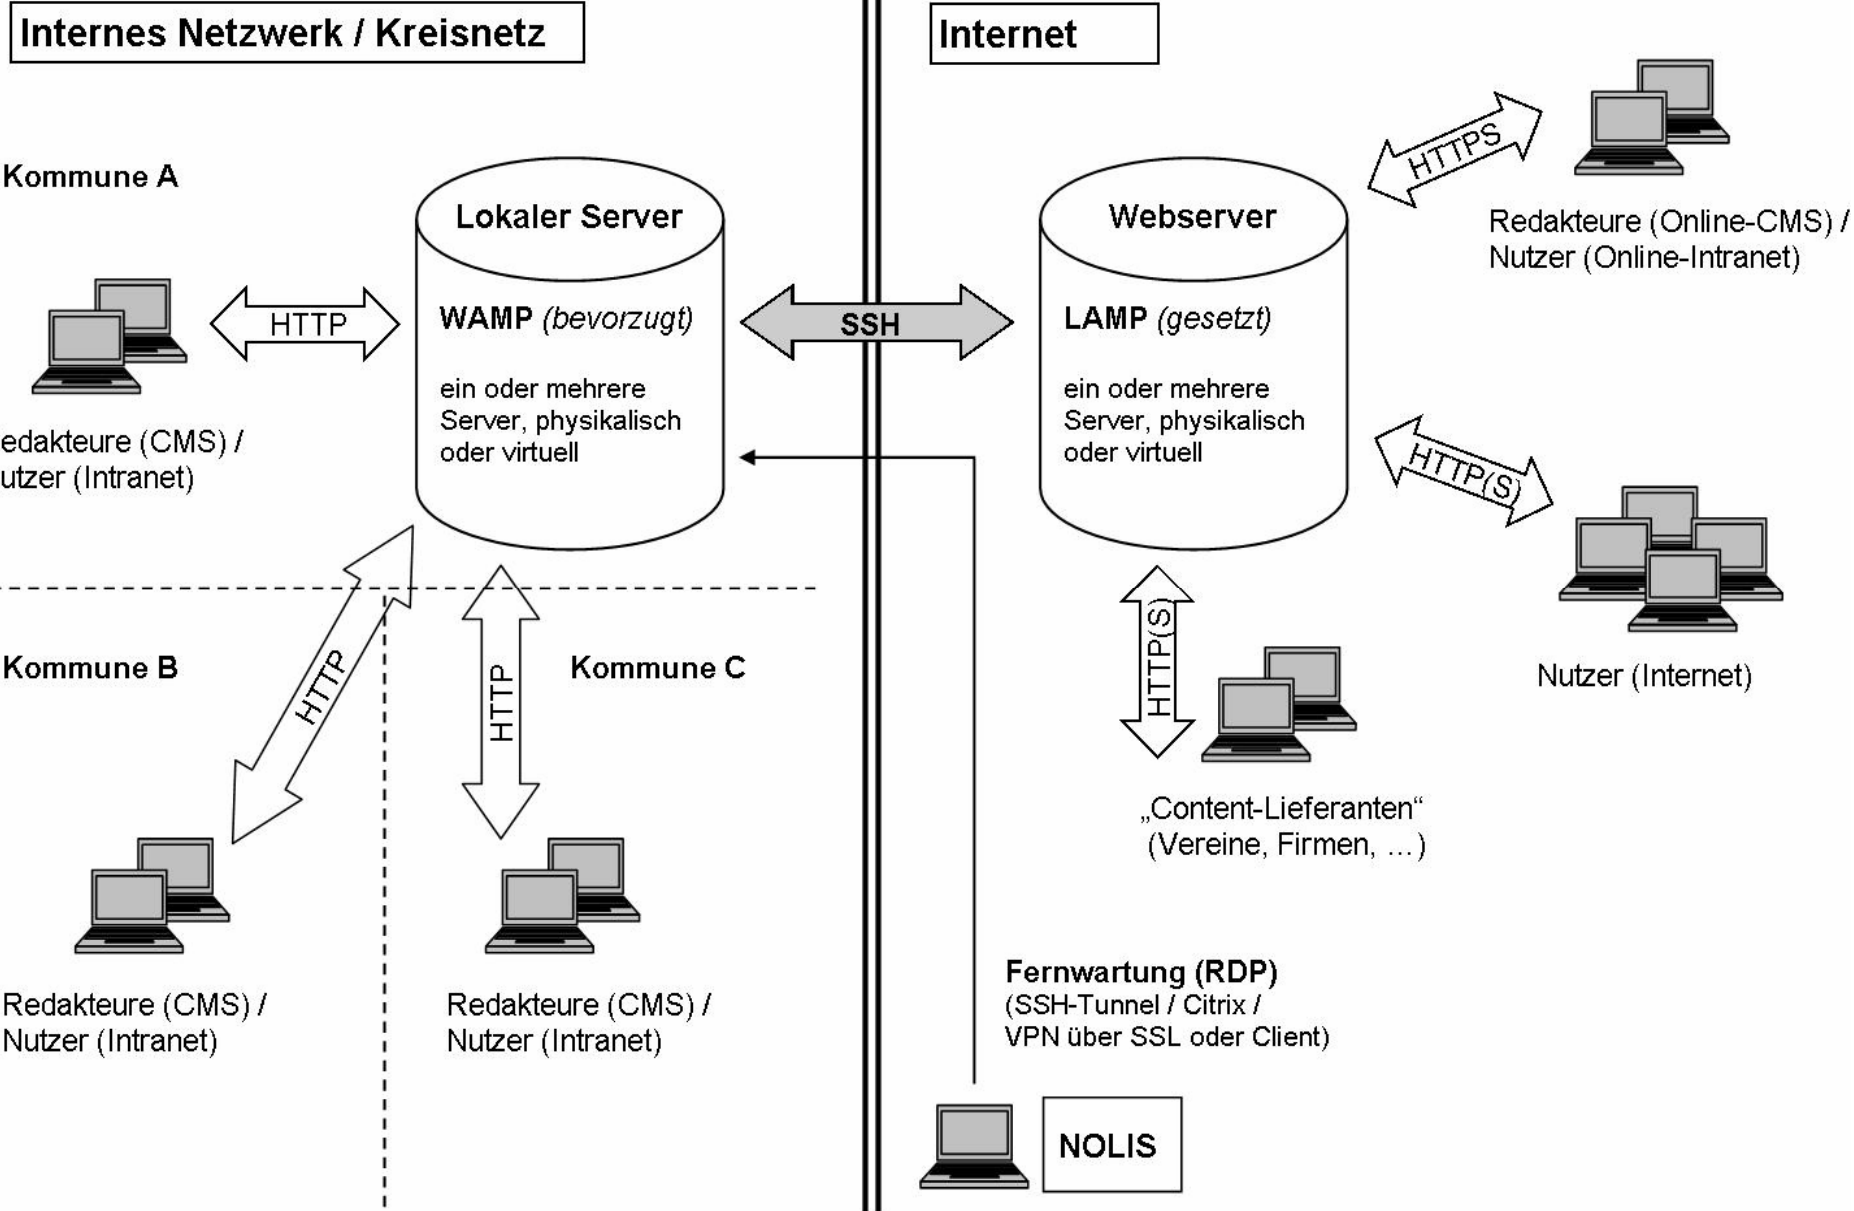 Internes Netzwerk / Kreisnetz
Internet
Kommune A
Lokaler Server
WAMP (bevorzugt)
ein oder mehrere
Server, physikalisch
oder virtuell
HTTP
edakteure (CMS) /
utzer (Intranet)
SSH
Webserver
LAMP (gesetzt)
ein oder mehrere
Server, physikalisch
oder virtuell
HTTPS
Redakteure (Online-CMS) /
Nutzer (Online-Intranet)
HTTP(S)
Nutzer (Internet)
HTTP(S)
„Content-Lieferanten“
(Vereine, Firmen, …)
Kommune B
HTTP
Redakteure (CMS) /
Nutzer (Intranet)
Kommune C
HTTP
Redakteure (CMS) /
Nutzer (Intranet)
Fernwartung (RDP)
(SSH-Tunnel / Citrix /
VPN über SSL oder Client)
NOLIS